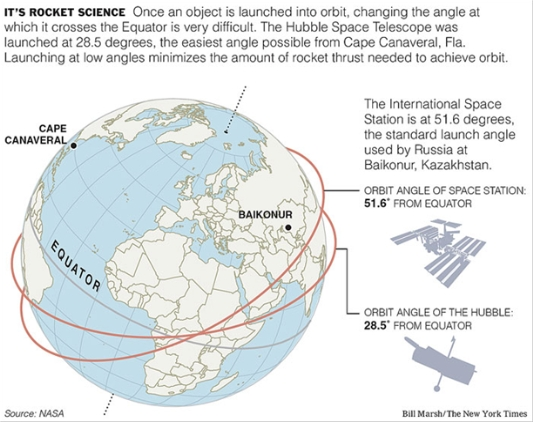 IT'S ROCKET SCIENCE Once an object is launched into orbit, changing the angle at
which it crosses the Equator is very difficult. The Hubble Space Telescope was
launched at 28.5 degrees, the easiest angle possible from Cape Canaveral, Fla.
Launching at low angles minimizes the amount of rocket thrust needed to achieve orbit.
The International Space
Station is at 51.6 degrees,
the standard launch angle
used by Russia at
Baikonur, Kazakhstan.
CAPE
CANAVERAL
ORBIT ANGLE OF SPACE STATION:
51.6° FROM EQUATOR
BAIKONUR
EQUATOR
ORBIT ANGLE OF THE HUBBLE:
28.5° FROM EQUATOR
Source: NASA
Bill Marsh/The New York Times